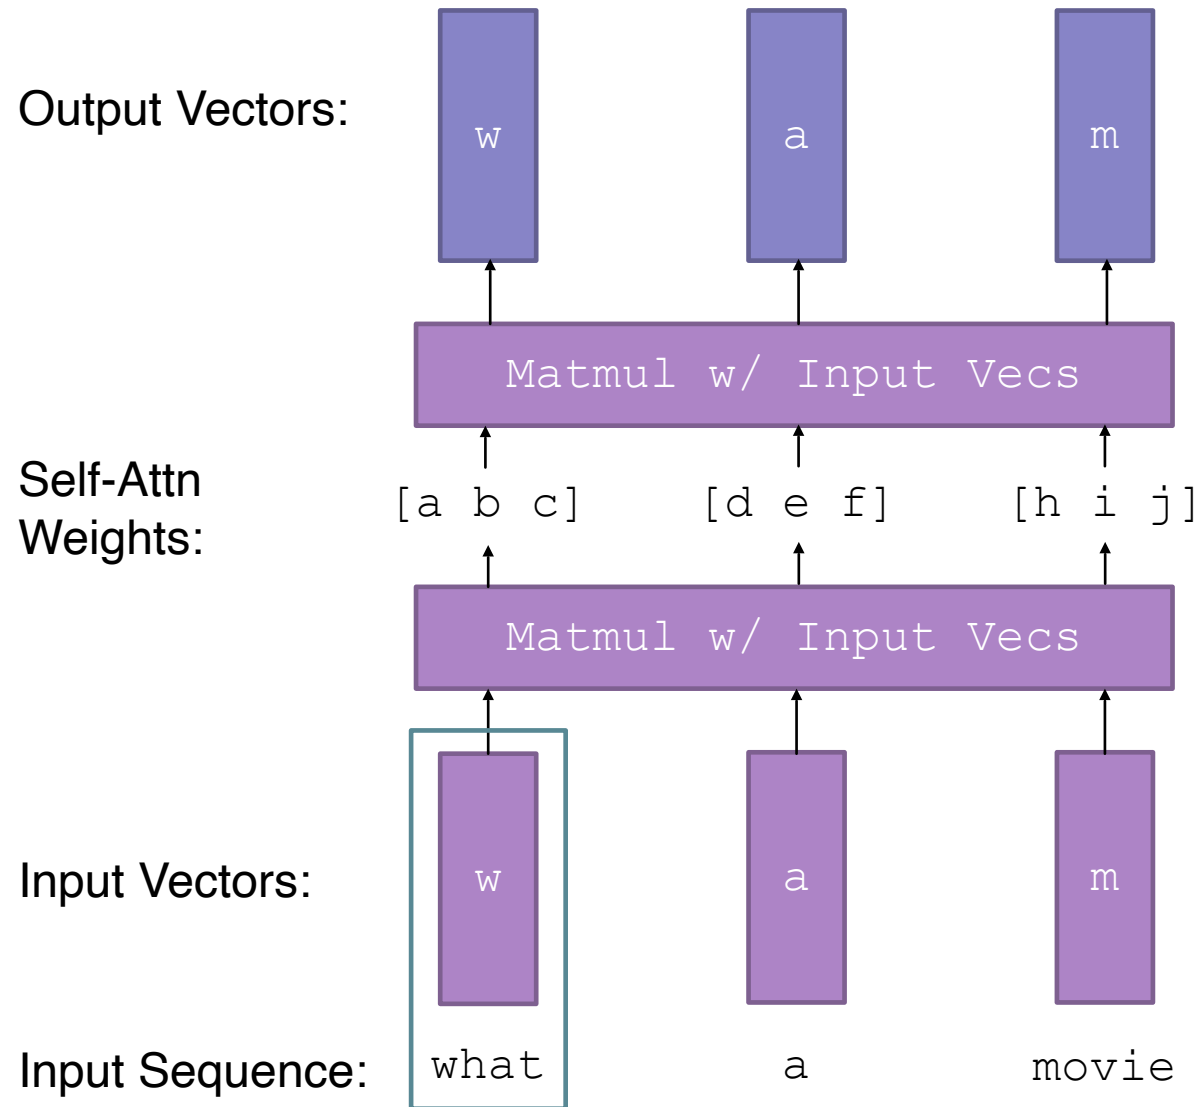 Output Vectors:
w a m
Matmul w/ Input Vecs
Self-Attn
Weights:
[a b c] [d e f] [h i j]
Matmul w/ Input Vecs
Input Vectors:
w a m
Input Sequence: what a movie